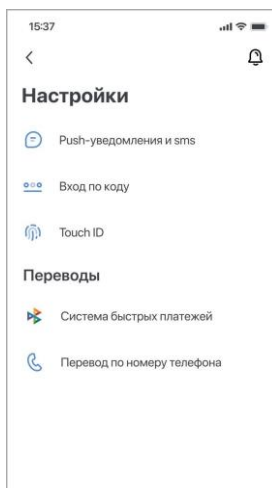 15:37
Настройки
Push-уведомления и sms
Вход по коду
Touch ID
Переводы
Система быстрых платежей
Перевод по номеру телефона